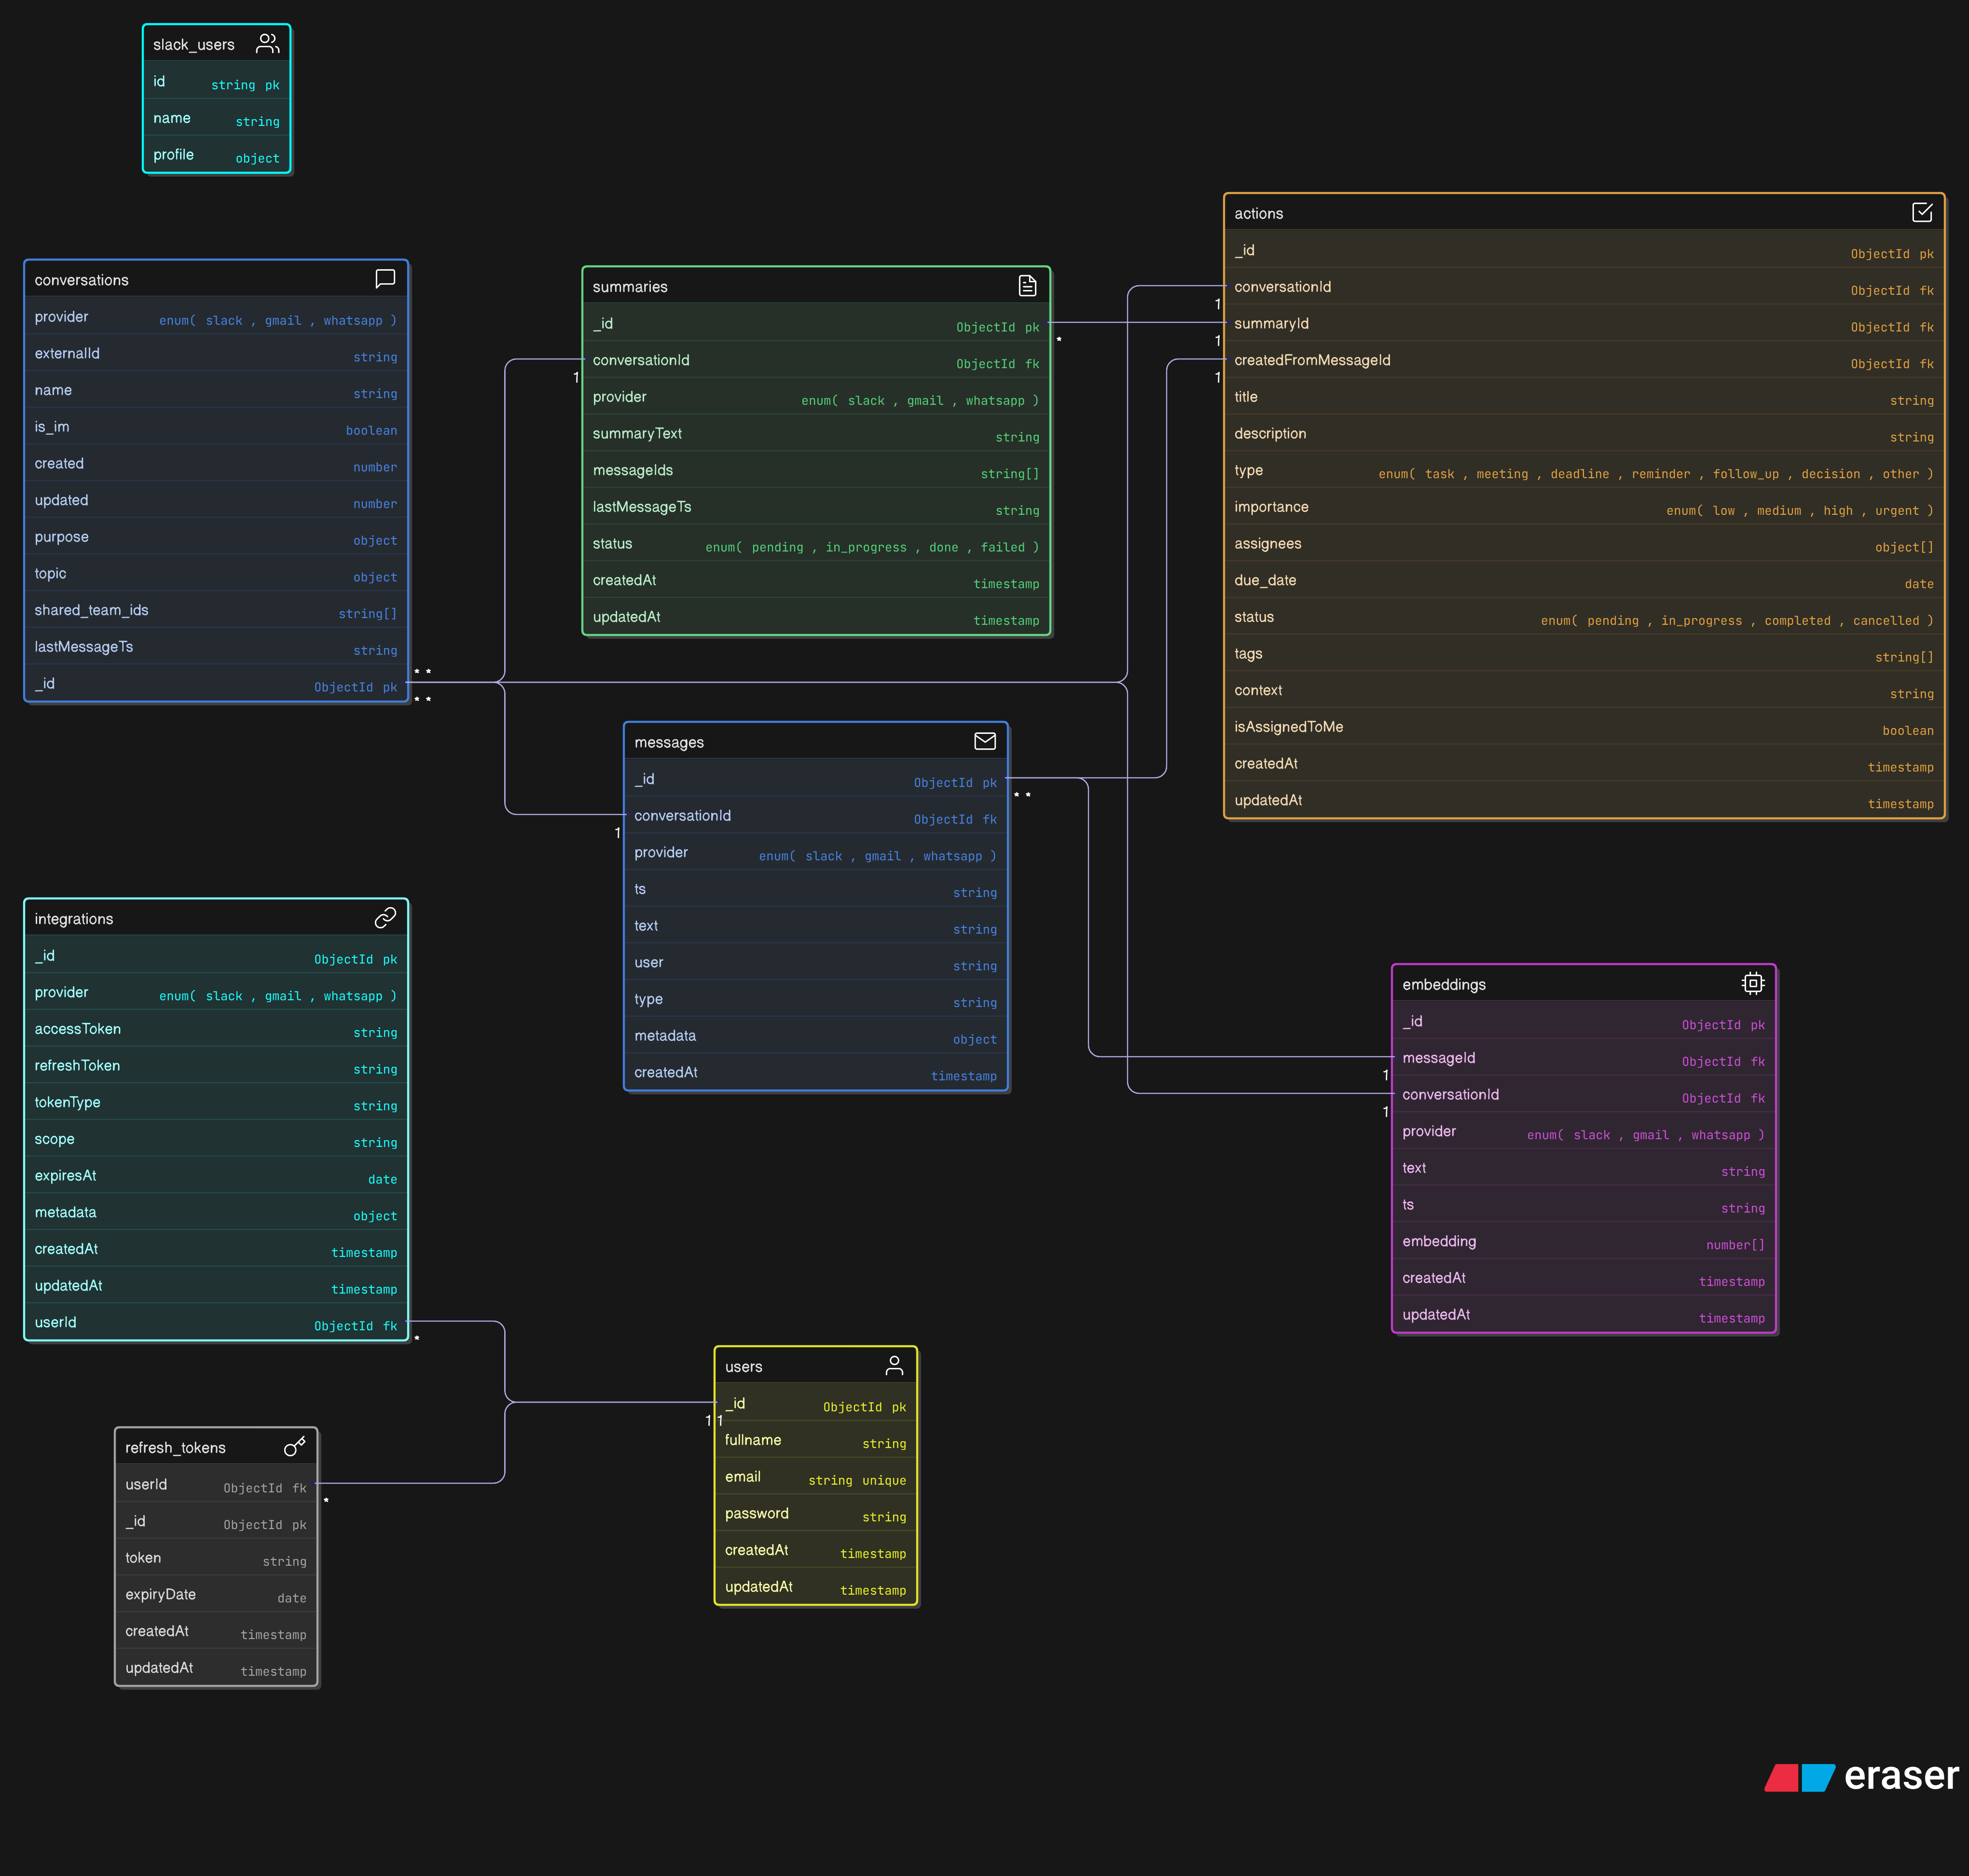 slack_users
id string pk
name string
profile object
conversations
provider enum( slack , gmail , whatsapp )
externalId string
name string
is_im boolean
created number
updated number
purpose object
topic object
shared_team_ids string[]
lastMessageTs string
_id ObjectId pk
* *
* *
summaries
_id ObjectId pk
*
conversationId ObjectId fk
1
provider enum( slack , gmail , whatsapp )
summaryText string
messageIds string[]
lastMessageTs string
status enum( pending , in_progress , done , failed )
createdAt timestamp
updatedAt timestamp
actions
_id ObjectId pk
conversationId ObjectId fk
1
summaryId ObjectId fk
1
createdFromMessageId ObjectId fk
1
title string
description string
type enum( task , meeting , deadline , reminder , follow_up , decision , other )
importance enum( low , medium , high , urgent )
assignees object[]
due_date date
status enum( pending , in_progress , completed , cancelled )
tags string[]
context string
isAssignedToMe boolean
createdAt timestamp
updatedAt timestamp
messages
_id ObjectId pk
* *
conversationId ObjectId fk
1
provider enum( slack , gmail , whatsapp )
ts string
text string
user string
type string
metadata object
createdAt timestamp
integrations
_id ObjectId pk
provider enum( slack , gmail , whatsapp )
accessToken string
refreshToken string
tokenType string
scope string
expiresAt date
metadata object
createdAt timestamp
updatedAt timestamp
userId ObjectId fk
*
embeddings
_id ObjectId pk
messageId ObjectId fk
1
conversationId ObjectId fk
1
provider enum( slack , gmail , whatsapp )
text string
ts string
embedding number[]
createdAt timestamp
updatedAt timestamp
users
_id ObjectId pk
1 1
fullname string
email string unique
password string
createdAt timestamp
updatedAt timestamp
refresh_tokens
userId ObjectId fk
*
_id ObjectId pk
token string
expiryDate date
createdAt timestamp
updatedAt timestamp
eraser